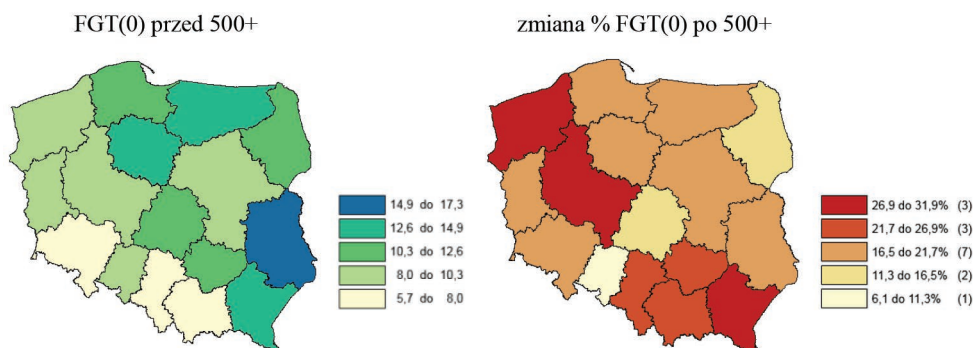 FGT(0) przed 500+
zmiana % FGT(0) po 500+
14,9 do 17,3
12,6 do 14,9
10,3 do 12,6
8,0 do 10,3
5,7 do 8,0
26,9 do 31,9% (3)
21,7 do 26,9% (3)
16,5 do 21,7% (7)
11,3 do 16,5% (2)
6,1 do 11,3% (1)